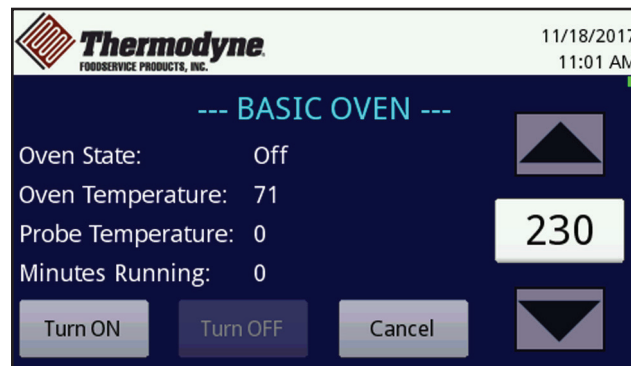 Thermodyne
FOODSERVICE PRODUCTS, INC.
11/18/2017
11:01 AM
--- BASIC OVEN ---
Oven State: Off
Oven Temperature: 71
Probe Temperature: 0
Minutes Running: 0
230
Turn ON Turn OFF Cancel